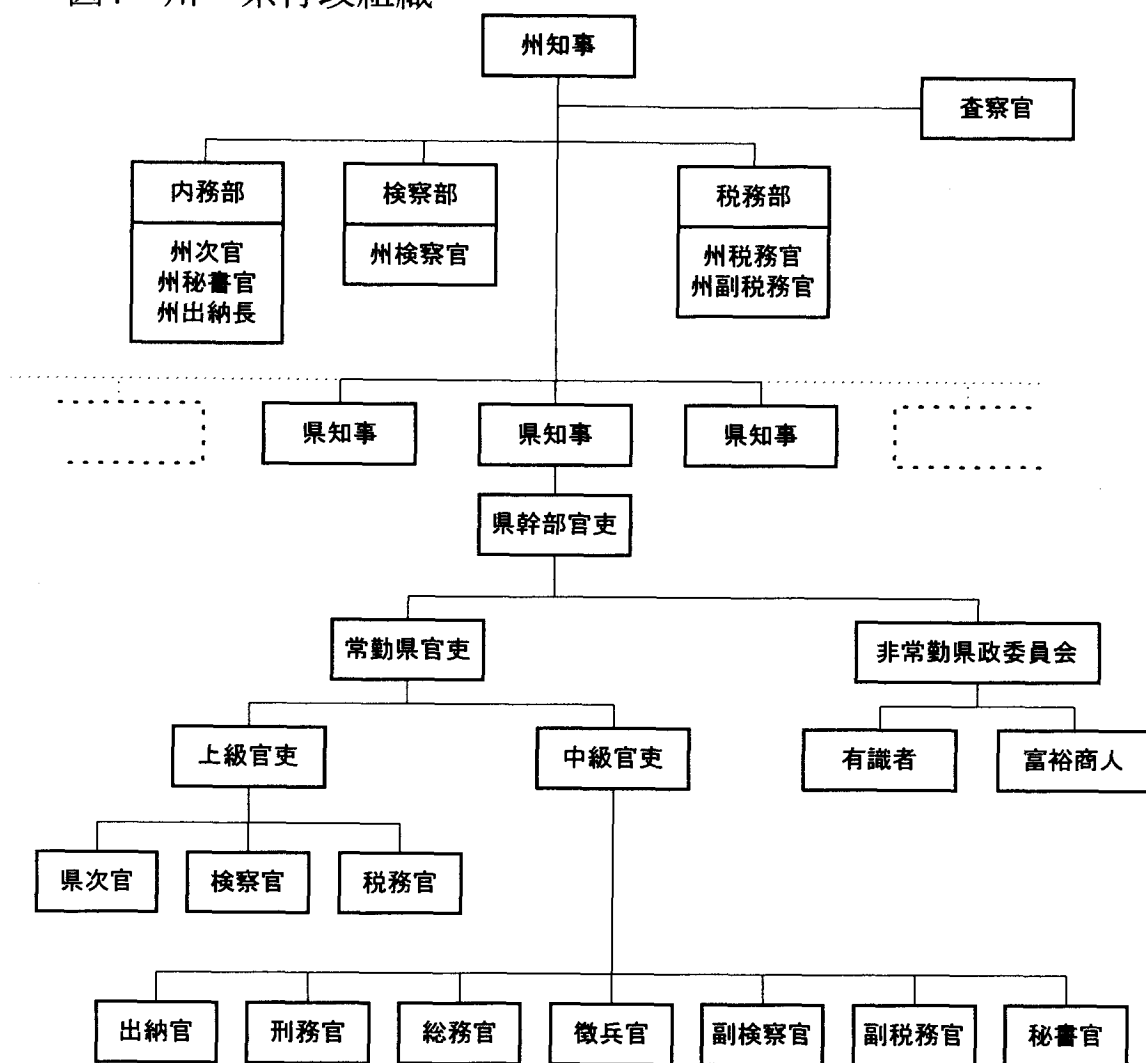 州知事
査察官
内務部
検察部
税務部
州次官
州秘書官
州出納長
州検察官
州税務官
州副税務官
県知事
県知事
県知事
県幹部官吏
常勤県官吏
非常勤県政委員会
上級官吏
中級官吏
有識者
富裕商人
県次官
検察官
税務官
出納官
刑務官
総務官
徴兵官
副検察官
副税務官
秘書官